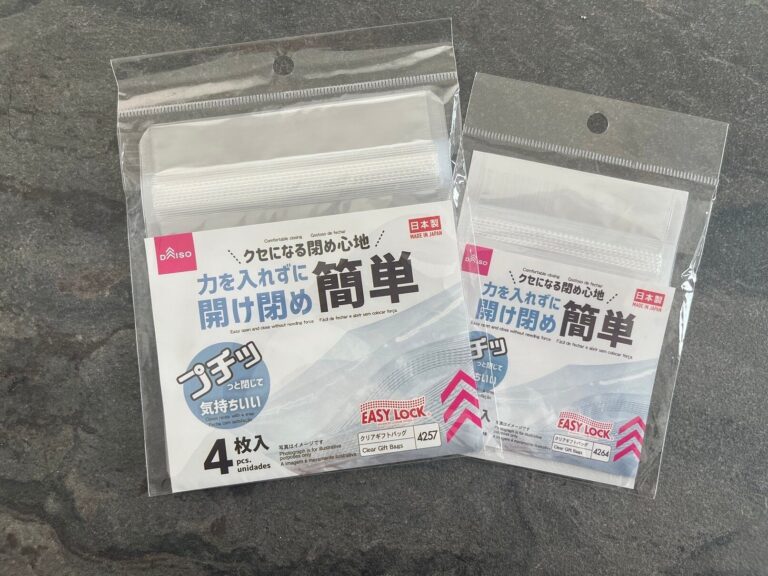 DAISO
Comfortable closing Gostoso de fechar
クセになる閉め心地
日本製
MADE IN JAPAN
力を入れずに
開け閉め簡単
Easy open and close without needing force Fácil de fechar e abrir sem colocar força
プチッ
っと閉じて
気持ちいい
4枚入
pcs.
unidades
写真はイメージです
Photograph is for illustrative
purposes only
A imagem é meramente ilustrativa
EASY LOCK
クリアギフトバッグ
Clear Gift Bags
4257
Comfortable closing Gostoso de fechar
クセになる閉め心地
日本製
MADE IN JAPAN
力を入れずに
開け閉め簡単
Easy open and close without needing force Fácil de fechar e abrir sem colocar força
チッ
っと閉じて
持ちいい
写真はイメージです
EASY LOCK
クリアギフトバッグ
Clear Gift Bags
4264